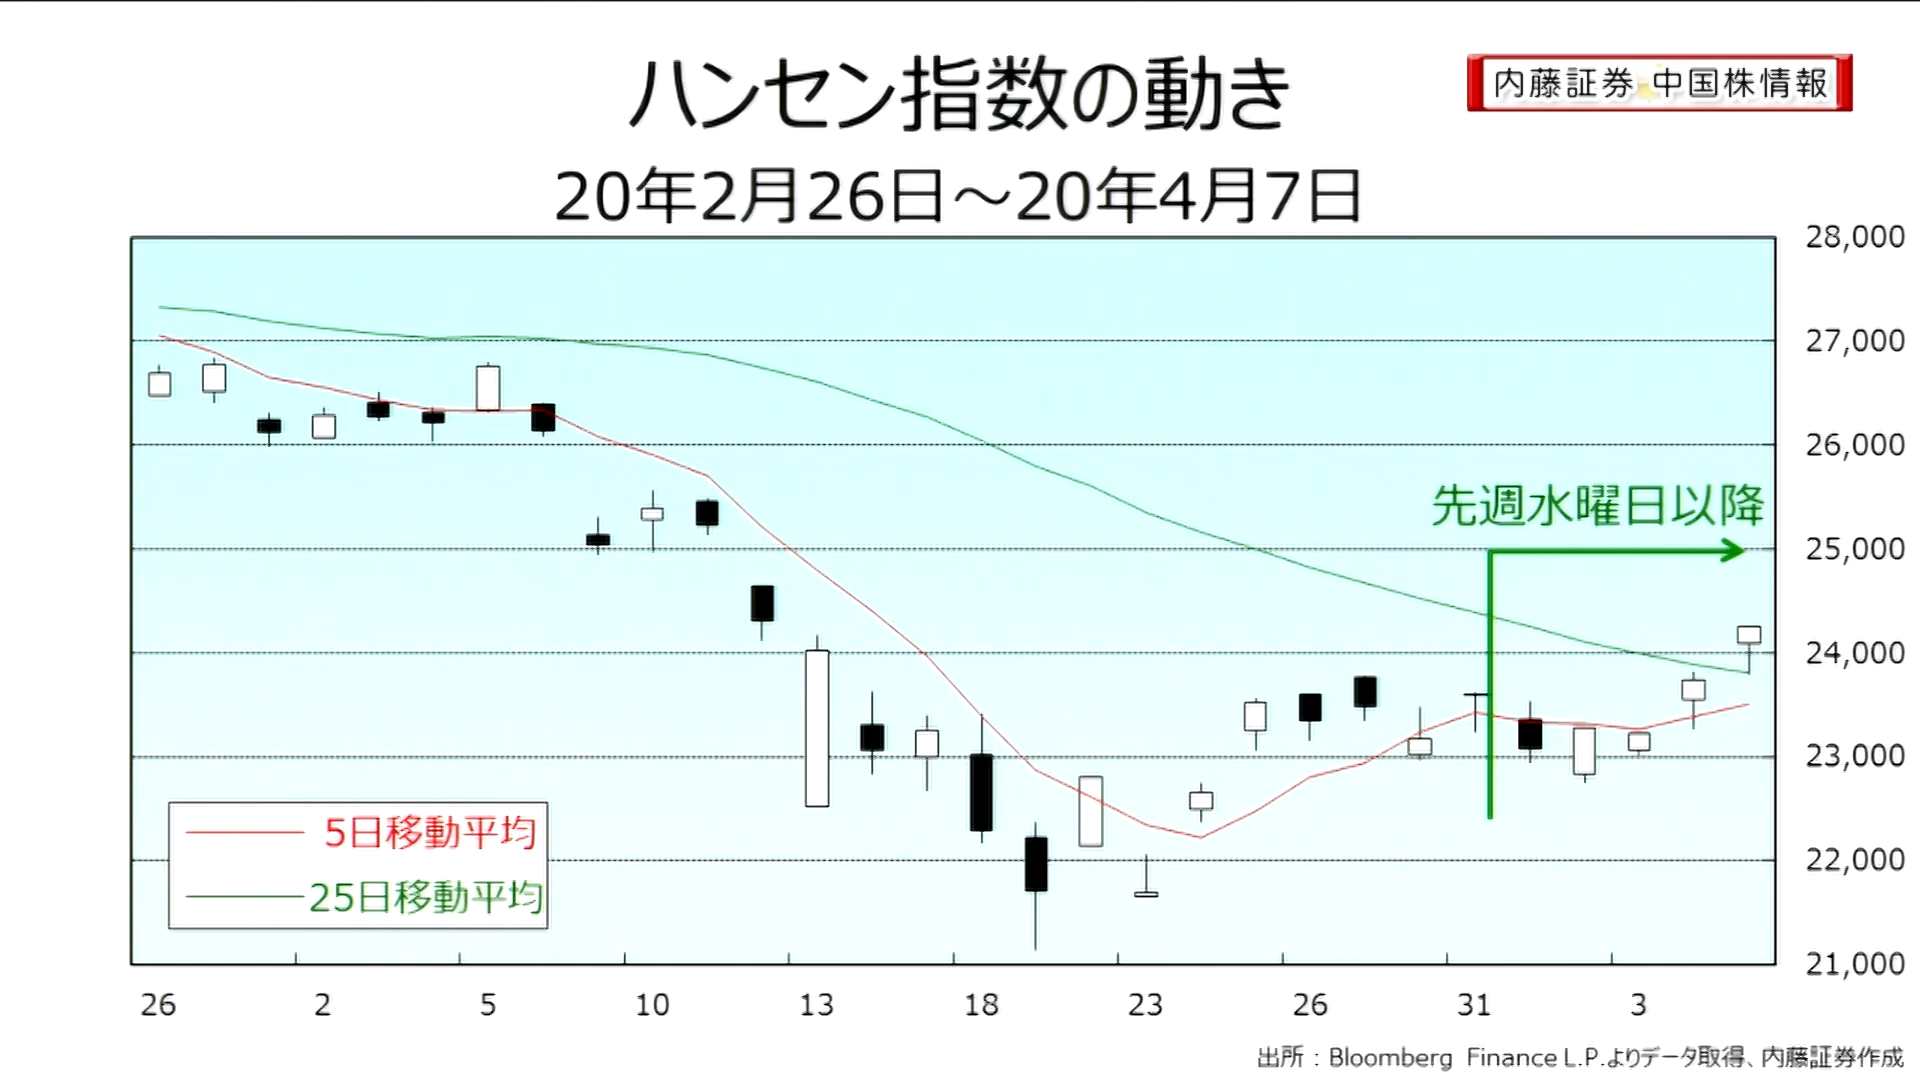 ハンセン指数の動き
内藤証券 中国株情報
20年2月26日～20年4月7日
28,000
27,000
26,000
先週水曜日以降
25,000
24,000
23,000
5日移動平均
22,000
25日移動平均
21,000
26 2 5 10 13 18 23 26 31 3
出所：Bloomberg Finance L.P.よりデータ取得、内藤証券作成